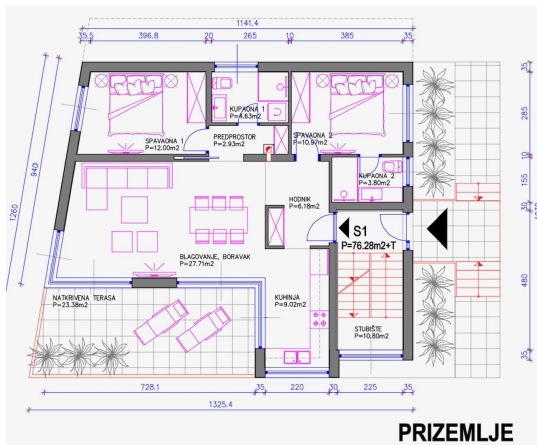 1141.4
35.5 396.8 20 265 10 385 35
35
285
10
155
30
480
35
940
1260
KUPAONA 1
P=4.63m2
SPAVAONA 1
P=12.00m2
PREDPROSTOR
P=2.93m2
SPAVAONA 2
P=10.97m2
KUPAONA 2
P=3.80m2
HODNIK
P=6.18m2
S1
P=76.28m2+T
BLAGOVANJE, BORAVAK
P=27.71m2
NATKRIVENA TERASA
P=23.38m2
KUHINJA
P=9.02m2
STUBIŠTE
P=10.80m2
728.1 35 220 30 225 35
1325.4
PRIZEMLJE